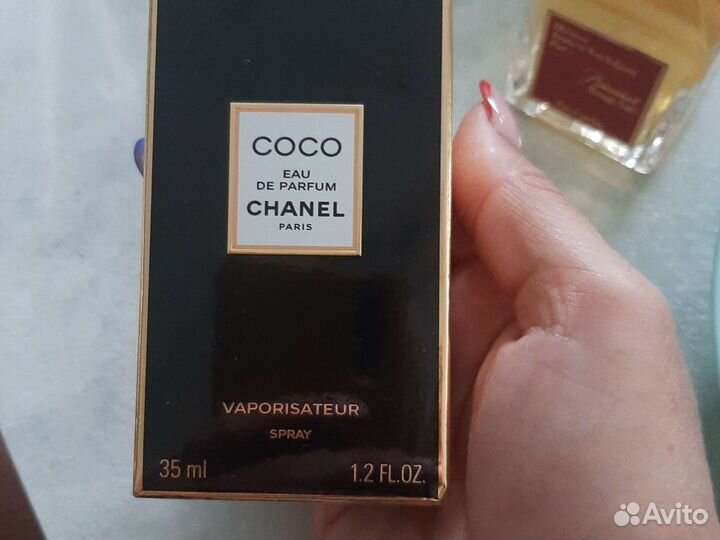 COCO
EAU
DE PARFUM
CHANEL
PARIS
VAPORISATEUR
SPRAY
35 ml 1.2 FL.OZ.
Avito